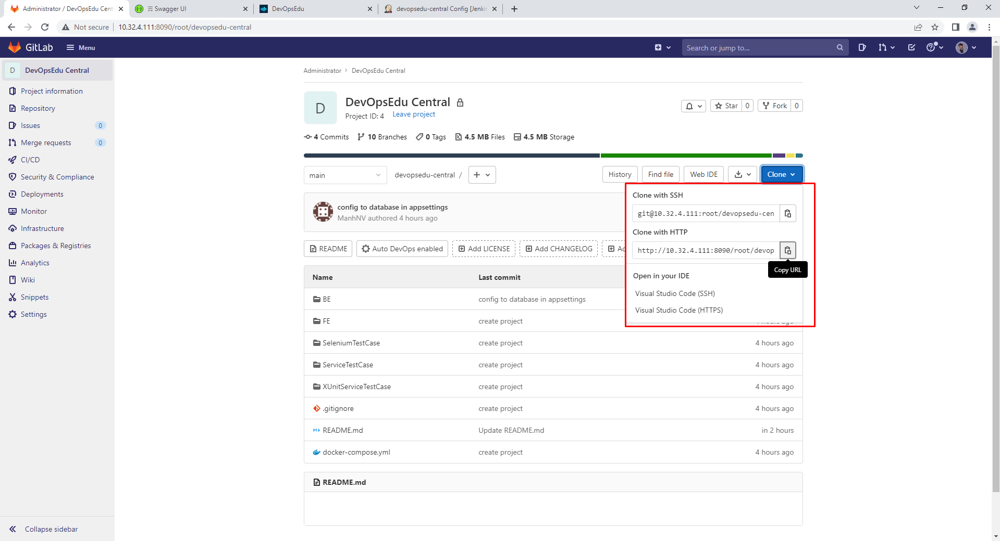 Administrator / DevOpsEdu Cent
Swagger UI
DevOpsEdu
devopsedu-central Config [Jenki
Not secure
10.32.4.111:8090/root/devopsedu-central
GitLab
Menu
Search or jump to...
D
DevOpsEdu Central
Project information
Repository
Issues
0
Merge requests
0
CI/CD
Security & Compliance
Deployments
Monitor
Infrastructure
Packages & Registries
Analytics
Wiki
Snippets
Settings
Collapse sidebar
Administrator > DevOpsEdu Central
D
DevOpsEdu Central
Project ID: 4
Leave project
Star
0
Fork
0
4 Commits
10 Branches
0 Tags
4.5 MB Files
4.5 MB Storage
main
devopsedu-central /
History
Find file
Web IDE
Clone
config to database in appsettings
ManhNV authored 4 hours ago
Clone with SSH
git@10.32.4.111:root/devopsedu-cen
Clone with HTTP
http://10.32.4.111:8090/root/devop
Copy URL
Open in your IDE
Visual Studio Code (SSH)
Visual Studio Code (HTTPS)
README
Auto DevOps enabled
Add LICENSE
Add CHANGELOG
Name
Last commit
BE
config to database in appsettings
FE
create project
SeleniumTestCase
create project
4 hours ago
ServiceTestCase
create project
4 hours ago
XUnitServiceTestCase
create project
4 hours ago
.gitignore
create project
4 hours ago
README.md
Update README.md
in 2 hours
docker-compose.yml
create project
4 hours ago
README.md